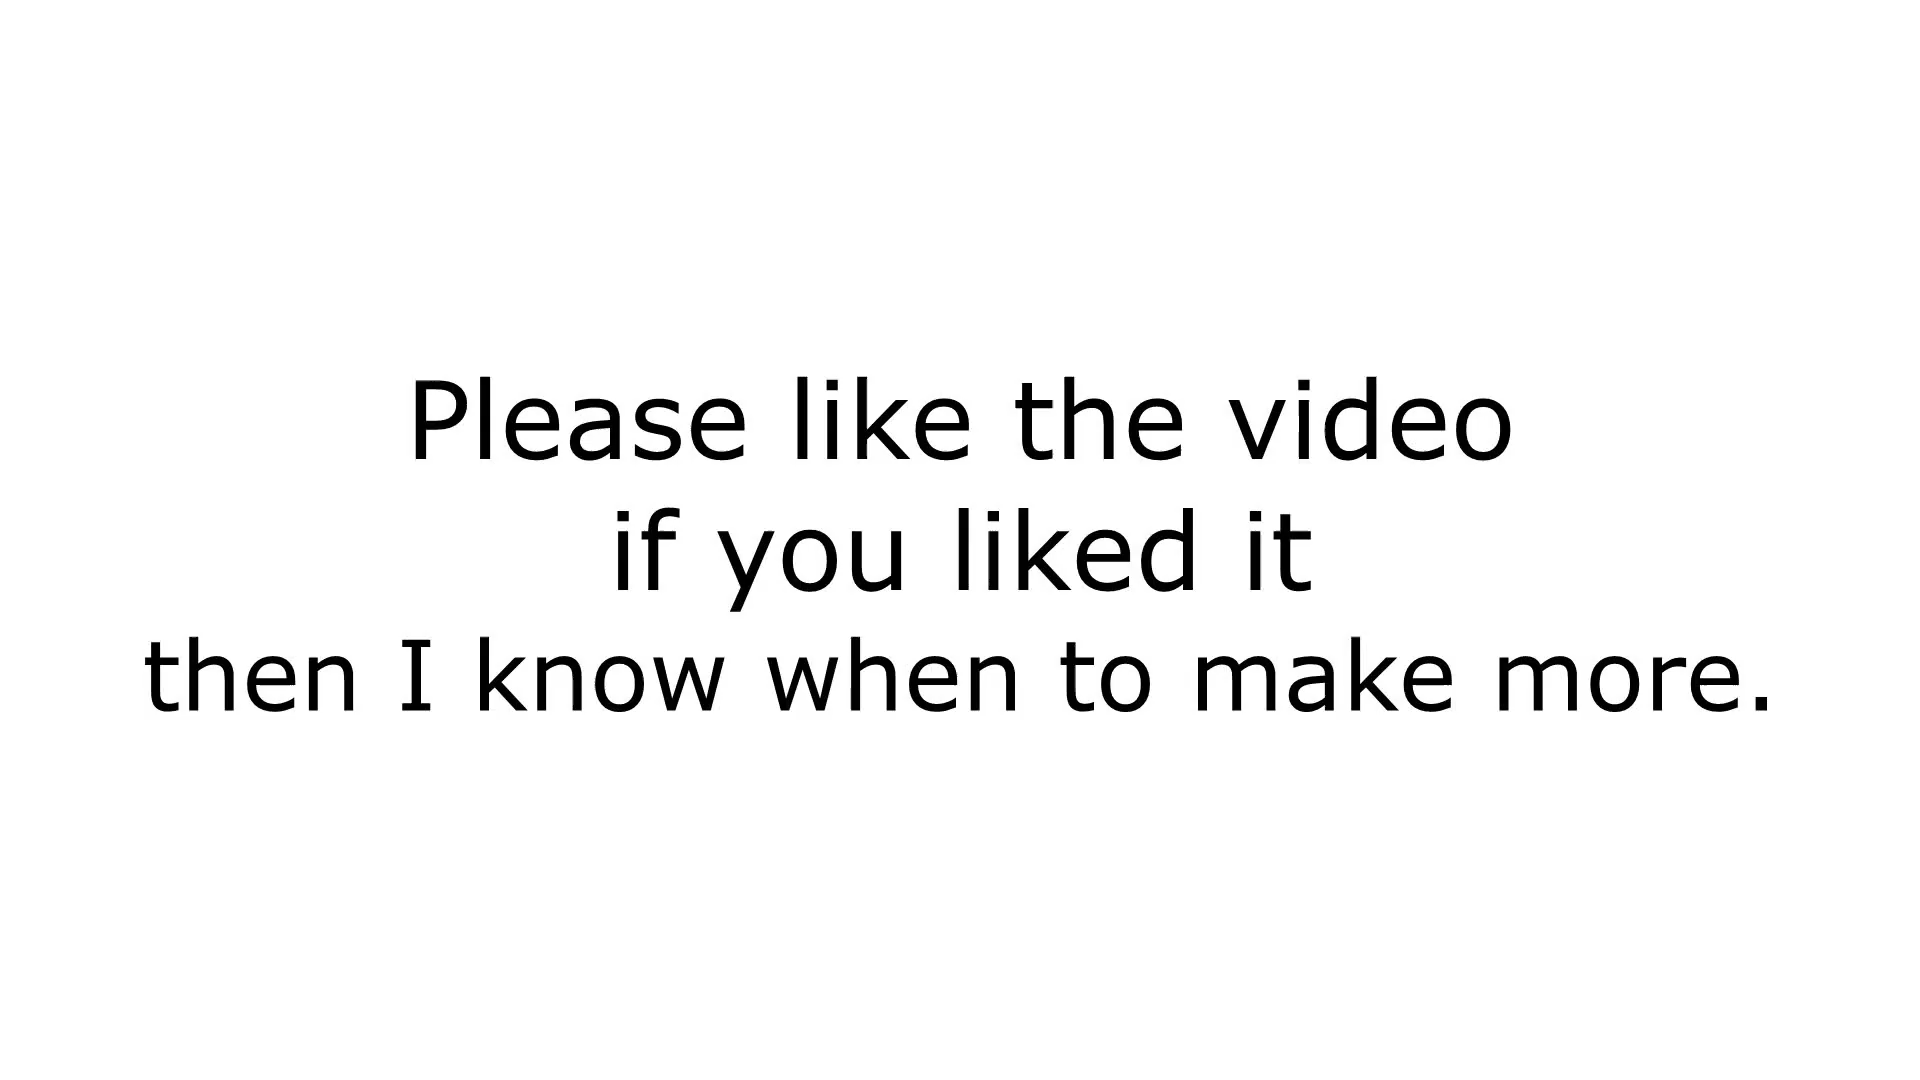 Please like the video
if you liked it
then I know when to make more.